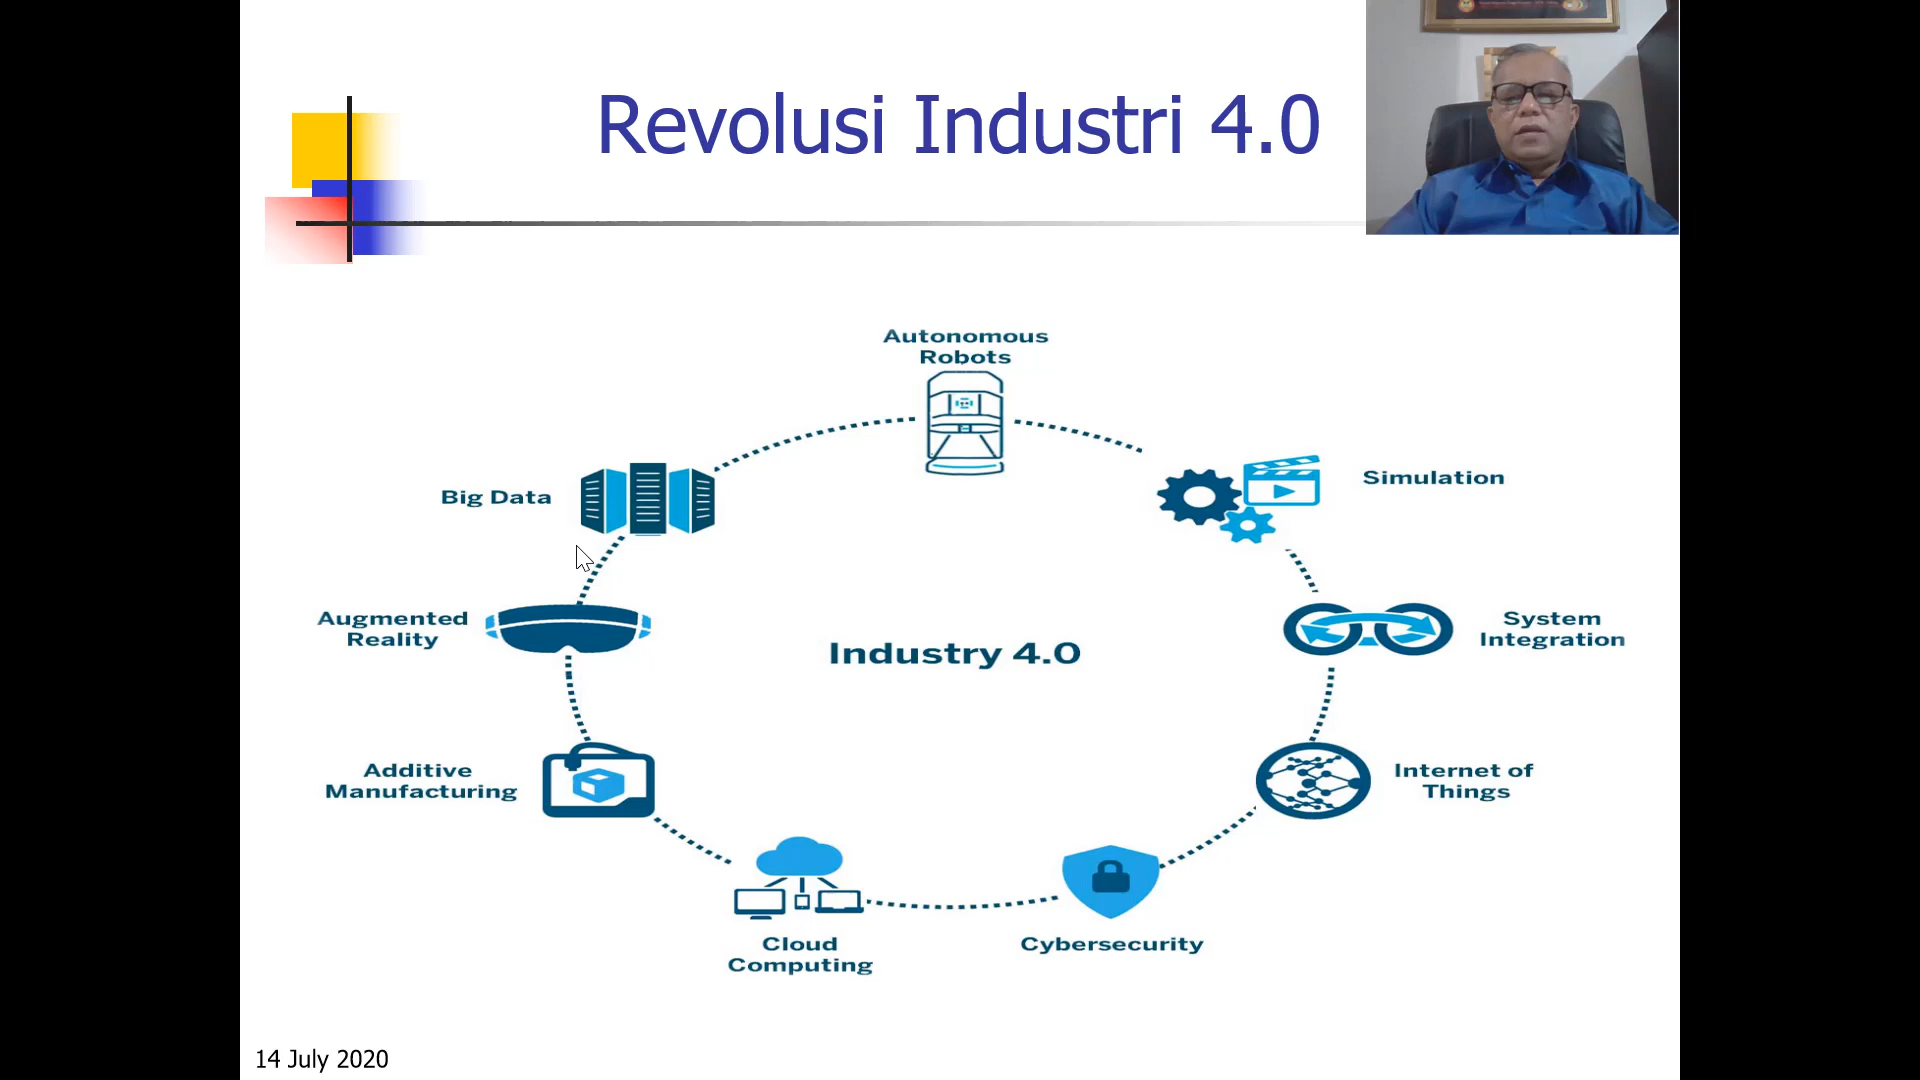 Revolusi Industri 4.0
Autonomous
Robots
Simulation
Big Data
System
Integration
Augmented
Reality
Industry 4.0
Internet of
Things
Additive
Manufacturing
Cloud
Computing
Cybersecurity
14 July 2020